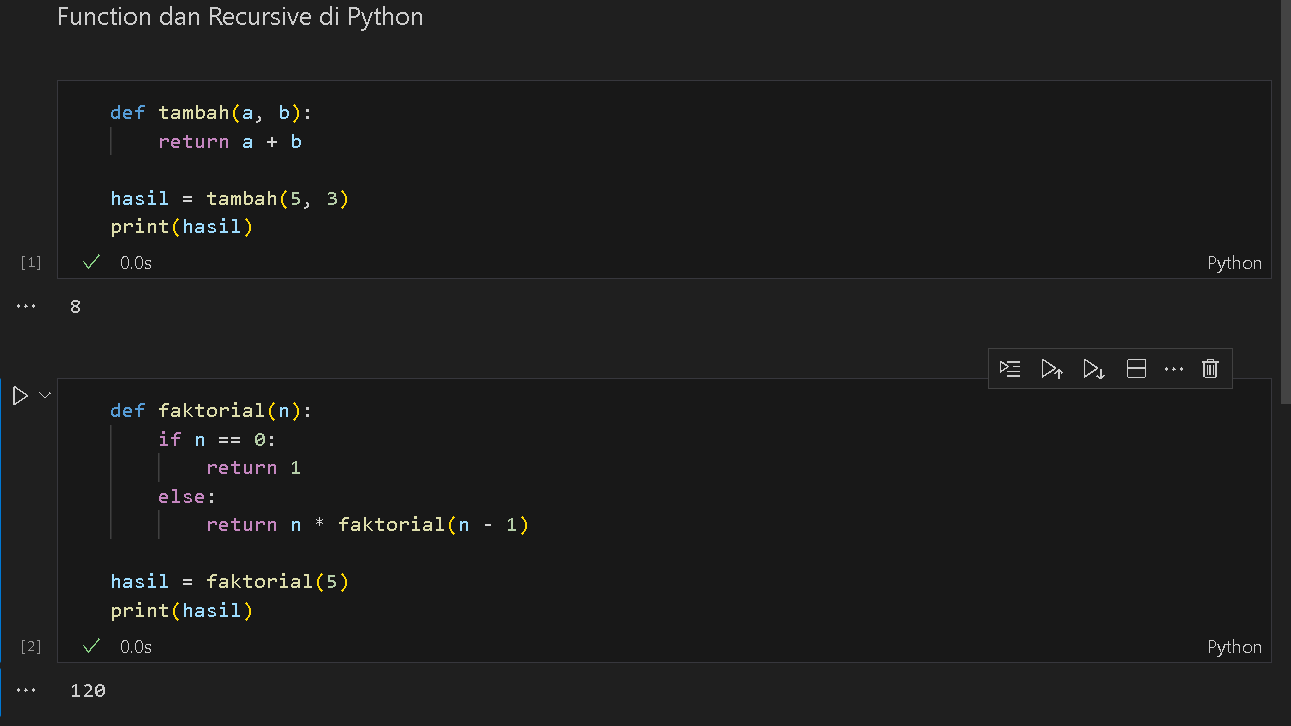 Function dan Recursive di Python
def tambah(a, b):
    return a + b
hasil = tambah(5, 3)
print(hasil)
[1]
0.0s
Python
...
8
def faktorial(n):
    if n == 0:
        return 1
    else:
        return n * faktorial(n - 1)
hasil = faktorial(5)
print(hasil)
[2]
0.0s
Python
...
120